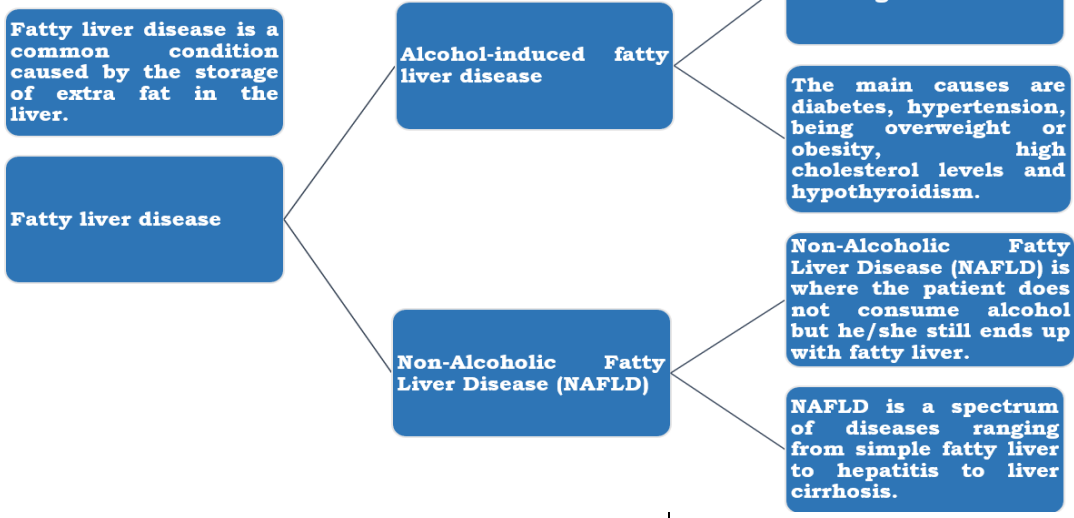 Fatty liver disease is a
common condition
caused by the storage
of extra fat in the
liver.
Fatty liver disease
Alcohol-induced fatty
liver disease
The main causes are
diabetes, hypertension,
being overweight or
obesity, high
cholesterol levels and
hypothyroidism.
Non-Alcoholic Fatty
Liver Disease (NAFLD)
Non-Alcoholic Fatty
Liver Disease (NAFLD) is
where the patient does
not consume alcohol
but he/she still ends up
with fatty liver.
NAFLD is a spectrum
of diseases ranging
from simple fatty liver
to hepatitis to liver
cirrhosis.